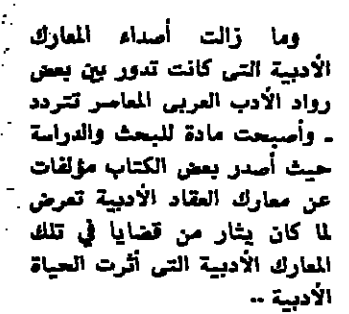 وما زالت أصداء المعارك
الأدبية التى كانت تدور بين بعض
رواد الأدب العربى المعاصر تتردد
ـ وأصبحت مادة للبحث والدراسة
حيث أصدر بعض الكتاب مؤلفات
عن معارك العقاد الأدبية تعرض
لما كان يثار من قضايا في تلك
المعارك الأدبية التى أثرت الحياة
الأدبية ..